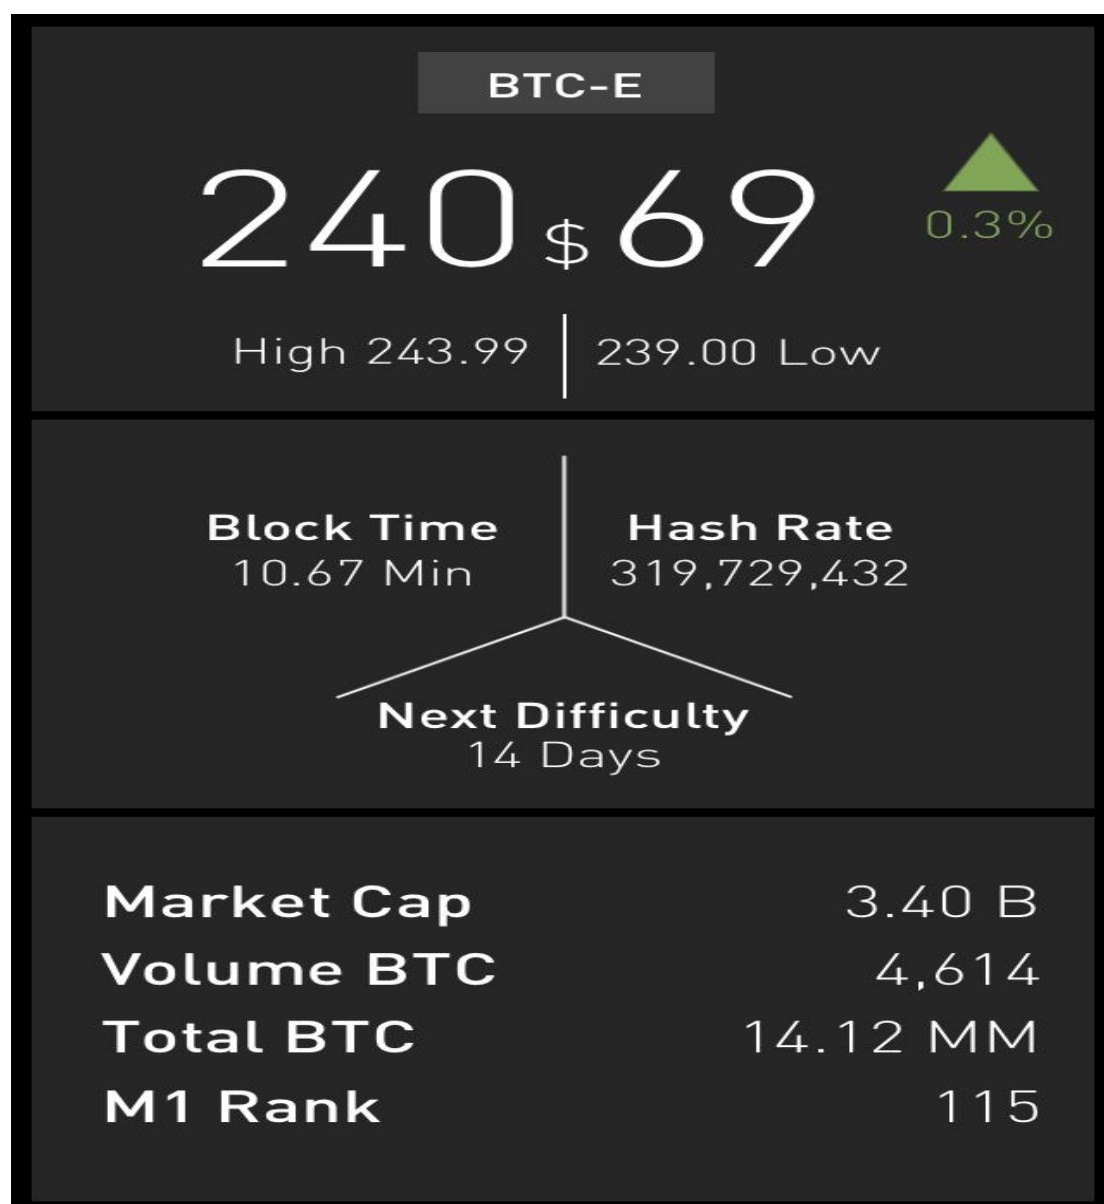 BTC-E
240$69
0.3%
High 243.99
239.00 Low
Block Time
10.67 Min
Hash Rate
319,729,432
Next Difficulty
14 Days
Market Cap 3.40 B
Volume BTC 4,614
Total BTC 14.12 MM
M1 Rank 115